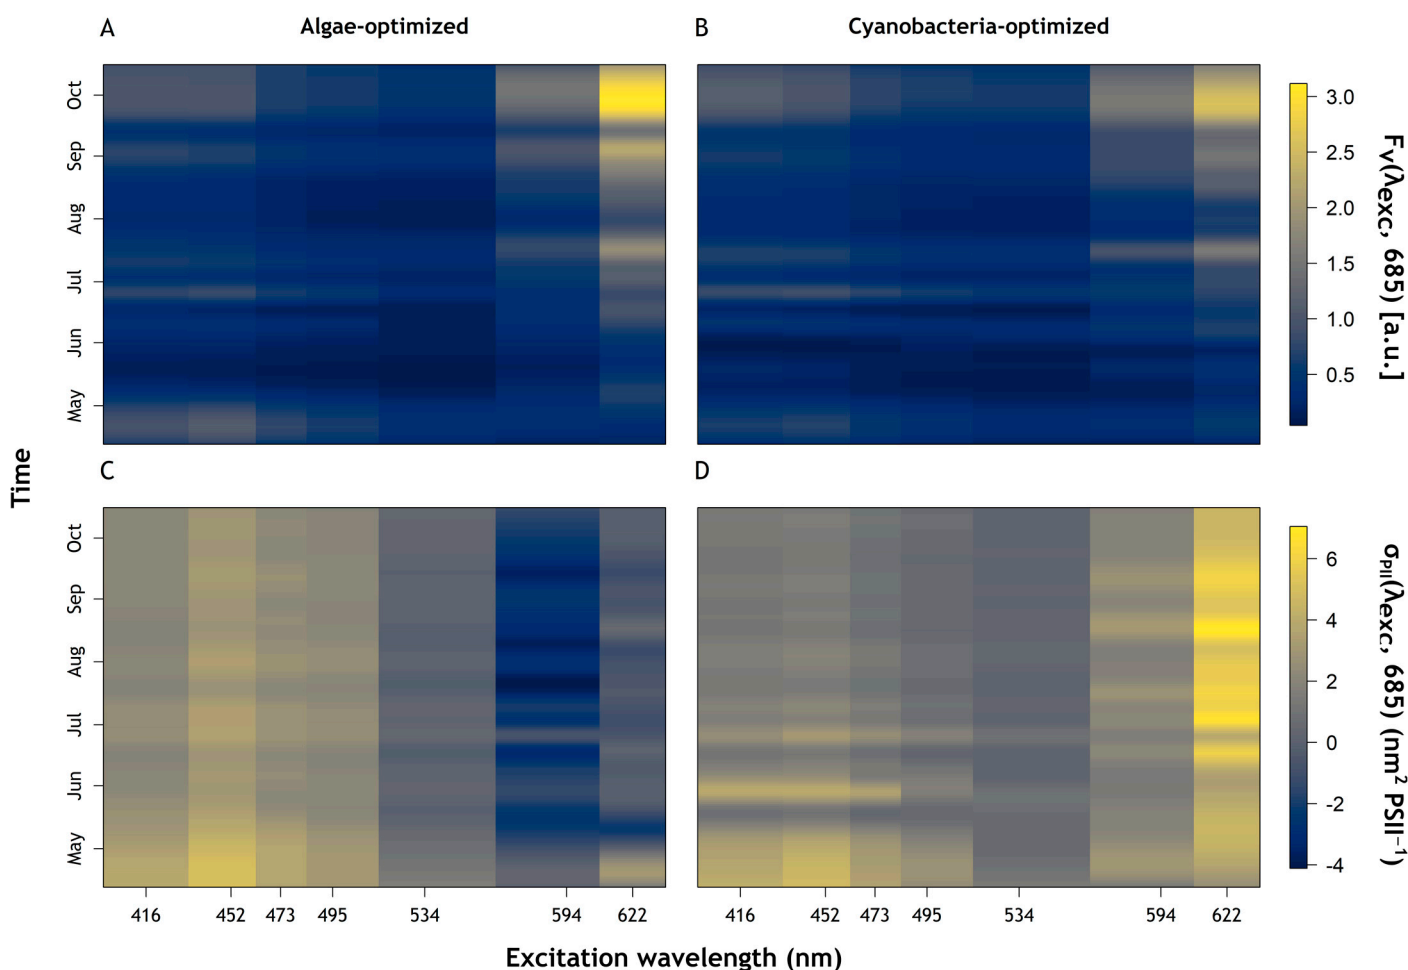 A Algae-optimized
B Cyanobacteria-optimized
Oct
Sep
Aug
Jul
Jun
May
3.0
2.5
2.0
1.5
1.0
0.5
Fᵥ(λexc, 685) [a.u.]
Time
C
D
Oct
Sep
Aug
Jul
Jun
May
416 452 473 495 534 594 622
416 452 473 495 534 594 622
6
4
2
0
-2
-4
σPII(λexc, 685) (nm² PSII⁻¹)
Excitation wavelength (nm)